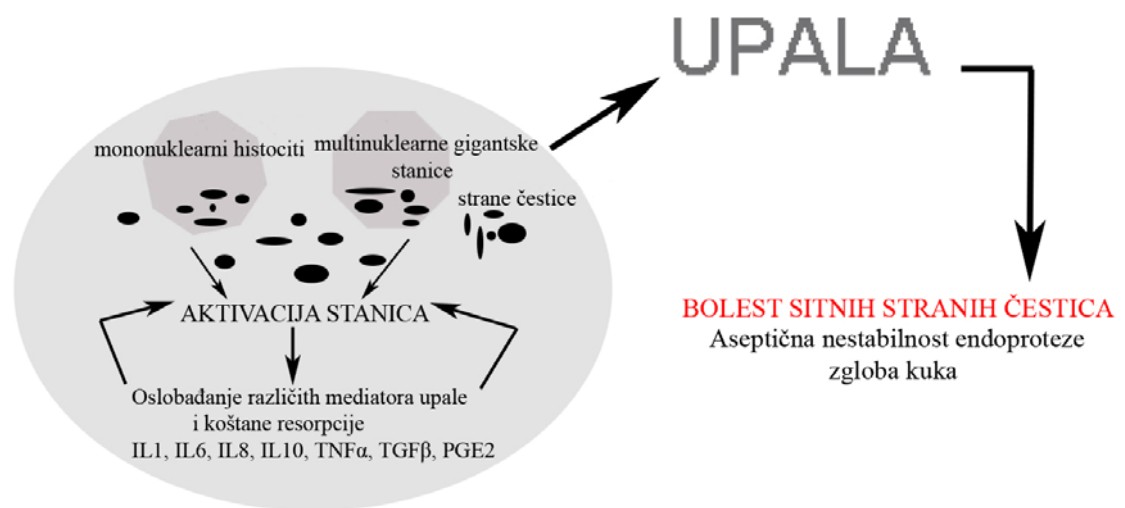 UPALA
mononuklearni histociti
multinuklearne gigantske
stanice
strane čestice
AKTIVACIJA STANICA
Oslobađanje različith mediatora upale
i koštane resorpcije
IL1, IL6, IL8, IL10, TNFα, TGFβ, PGE2
BOLEST SITNIH STRANIH ČESTICA
Aseptična nestabilnost endoproteze
zgloba kuka